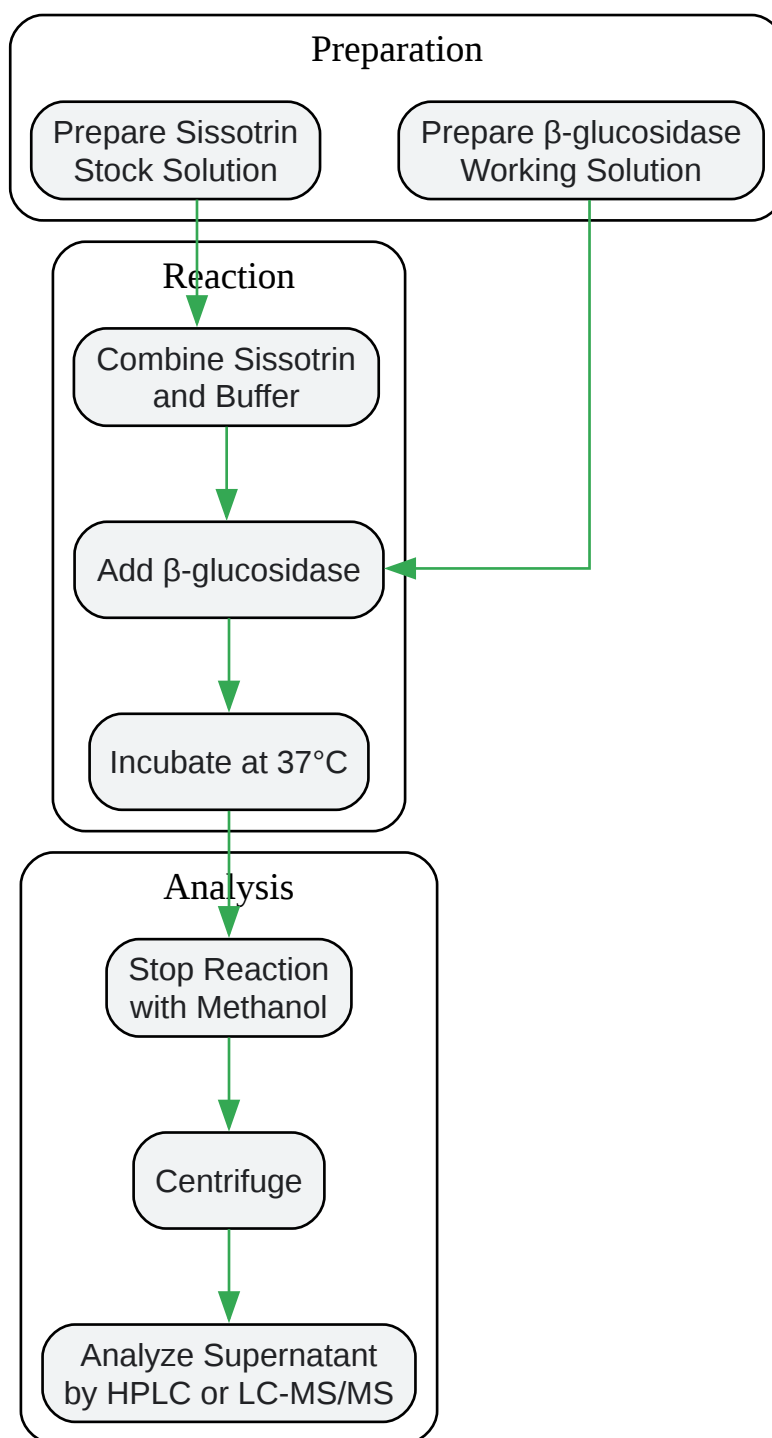 Preparation
Prepare Sissotrin
Stock Solution
Prepare β-glucosidase
Working Solution
Reaction
Combine Sissotrin
and Buffer
Add β-glucosidase
Incubate at 37°C
Analysis
Stop Reaction
with Methanol
Centrifuge
Analyze Supernatant
by HPLC or LC-MS/MS